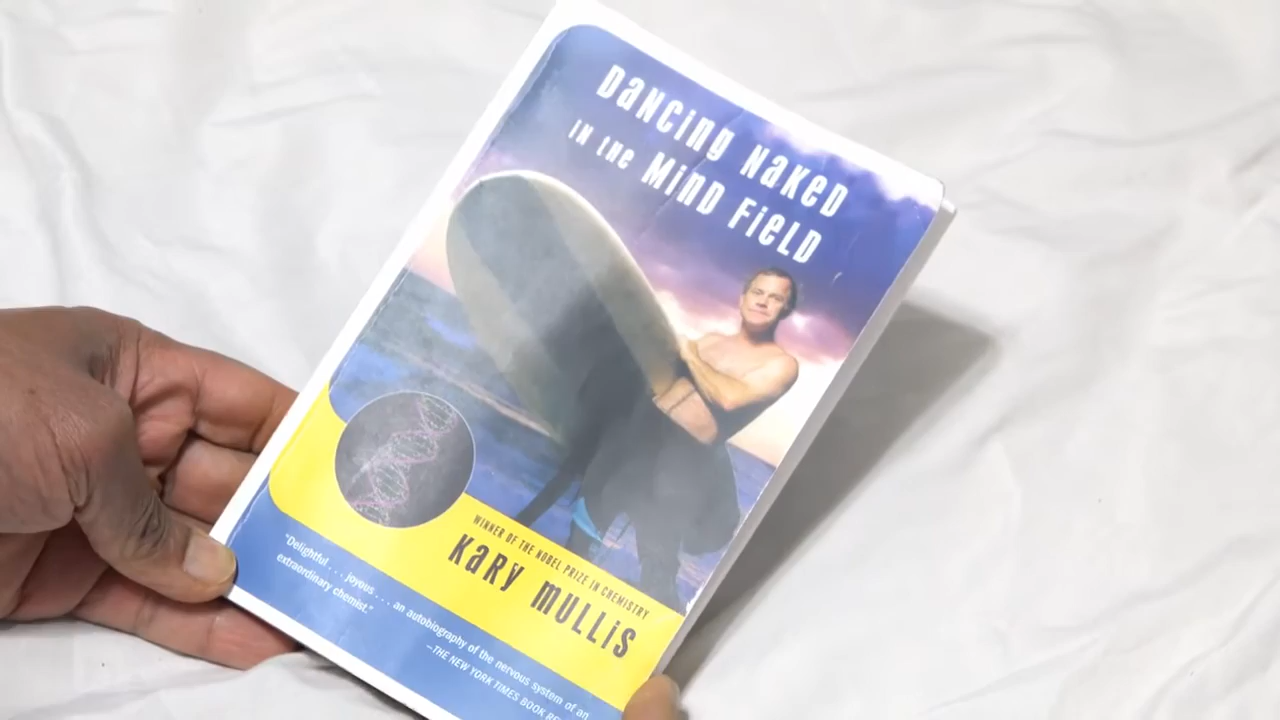 Dancing Naked
in the Mind Field
WINNER OF THE NOBEL PRIZE IN CHEMISTRY
Kary Mullis
"Delightful . . . joyous . . . an autobiography of the nervous system of an
extraordinary chemist."
—THE NEW YORK TIMES BOOK